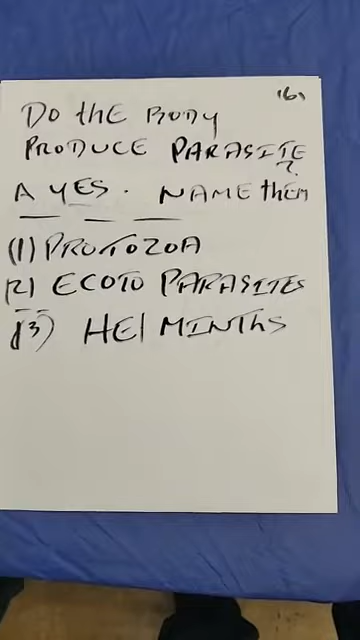 (6)
Do the Body
PRODUCE PARASITE
?
A YES. NAME them
(1) PROTOZOA
(2) ECOTO PARASITES
(3) HElMINThS